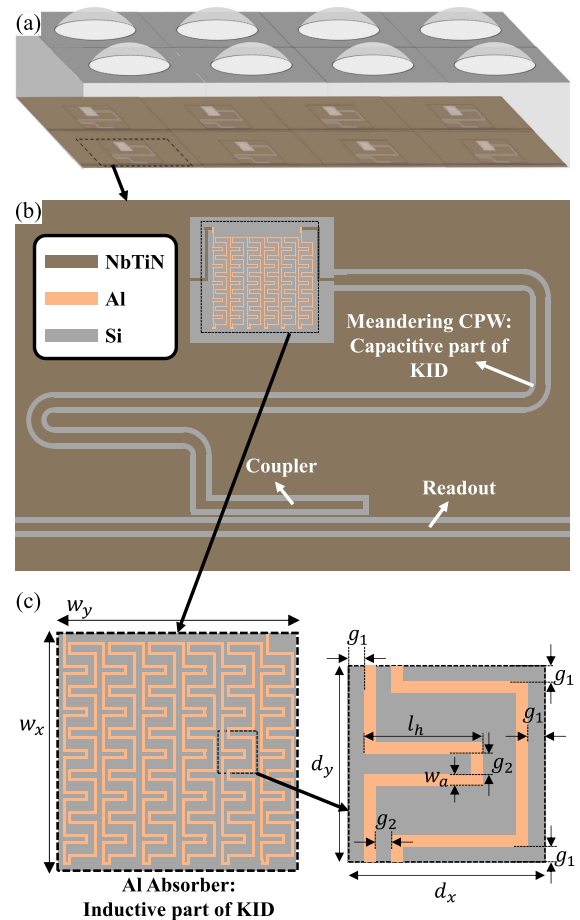 (a)
(b)
NbTiN
Al
Si
Meandering CPW:
Capacitive part of
KID
Coupler
Readout
(c)
w_y
w_x
Al Absorber:
Inductive part of KID
g_1
g_1
l_h
g_1
d_y
w_a
g_2
g_2
g_1
d_x